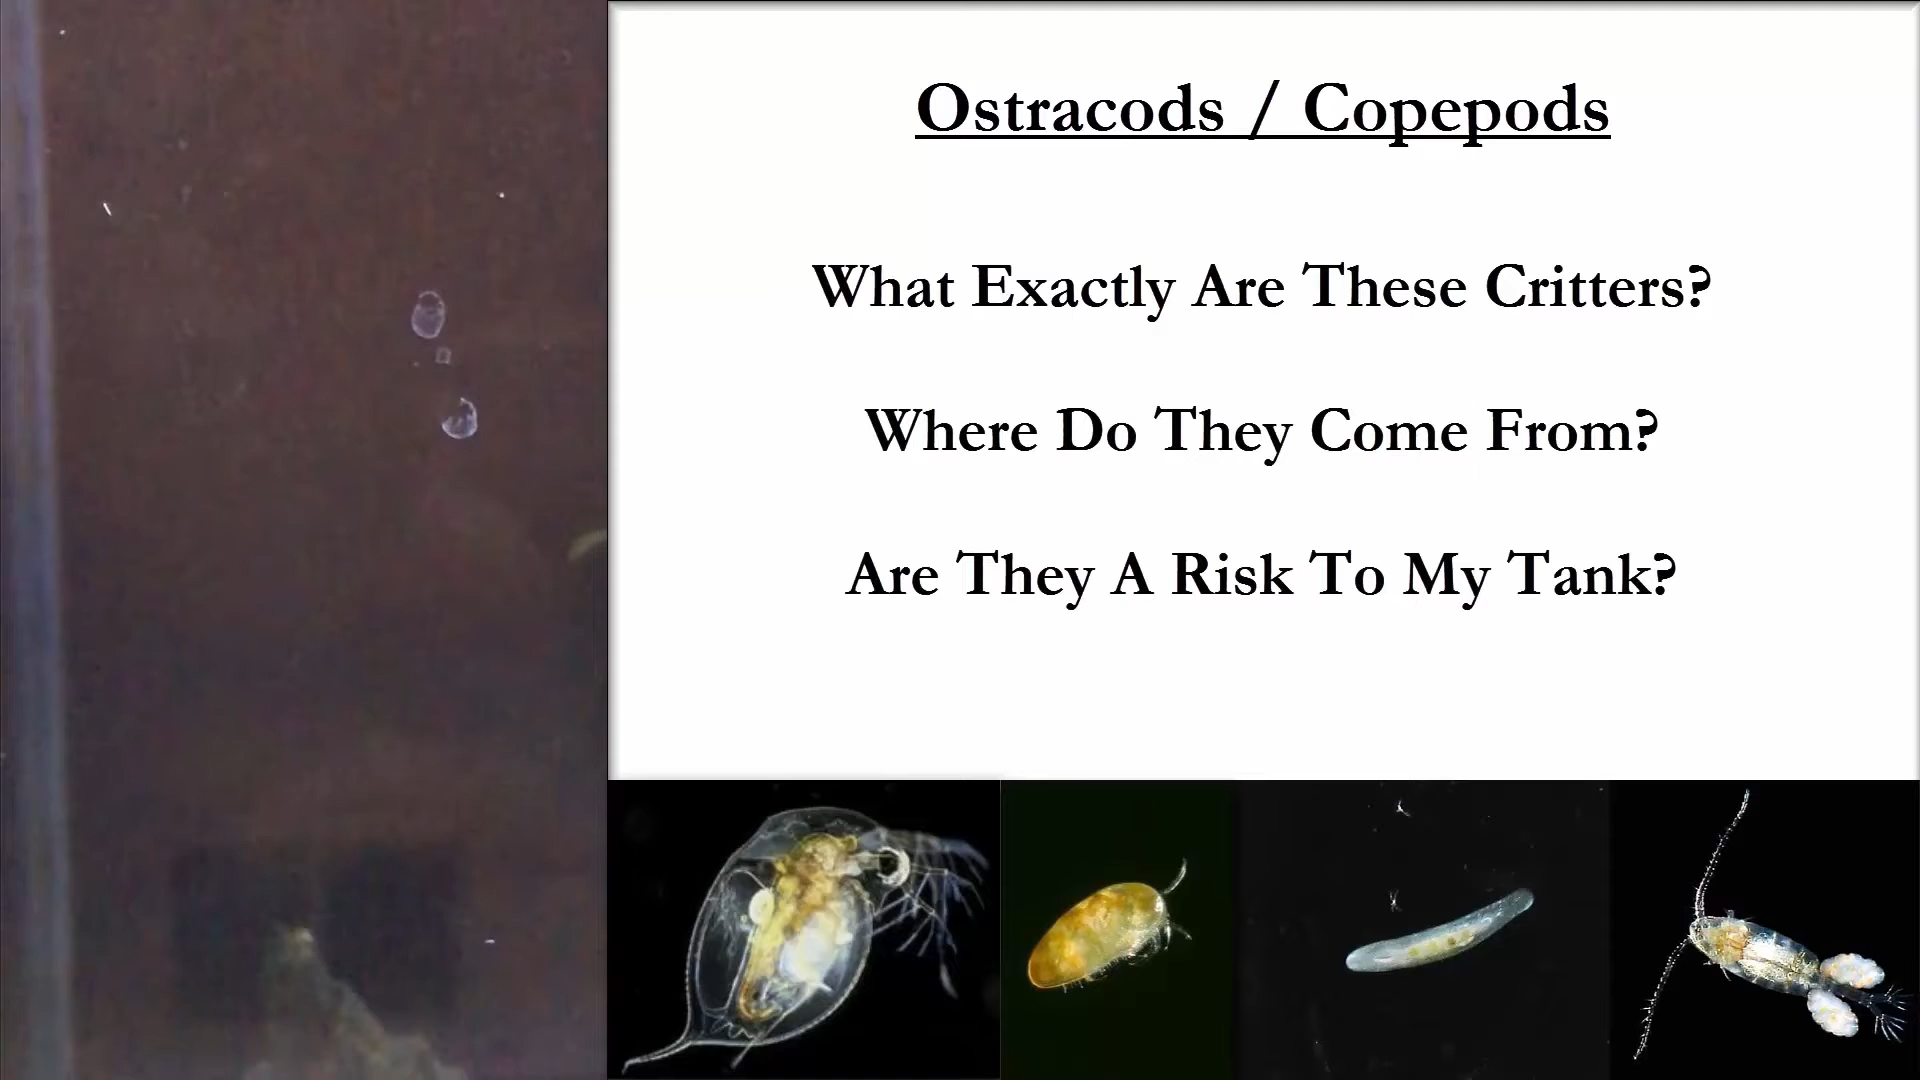 Ostracods / Copepods
What Exactly Are These Critters?
Where Do They Come From?
Are They A Risk To My Tank?